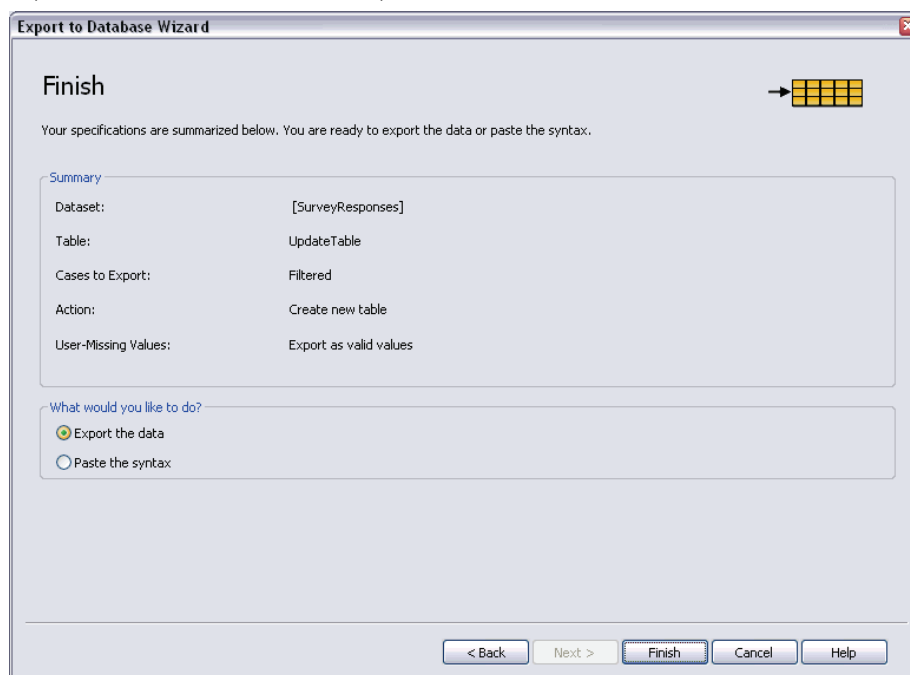 Export to Database Wizard
Finish
Your specifications are summarized below. You are ready to export the data or paste the syntax.
Summary
Dataset: [SurveyResponses]
Table: UpdateTable
Cases to Export: Filtered
Action: Create new table
User-Missing Values: Export as valid values
What would you like to do?
Export the data
Paste the syntax
< Back Next > Finish Cancel Help